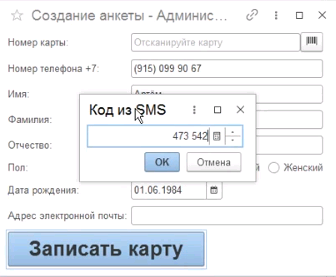 Создание анкеты - Админис...
Номер карты: Отсканируйте карту
Номер телефона +7: (915) 099 90 67
Имя: Артём
Код из SMS
Фамилия:
473 542
Отчество:
OK Отмена
Пол: Женский
Дата рождения: 01.06.1984
Адрес электронной почты:
Записать карту